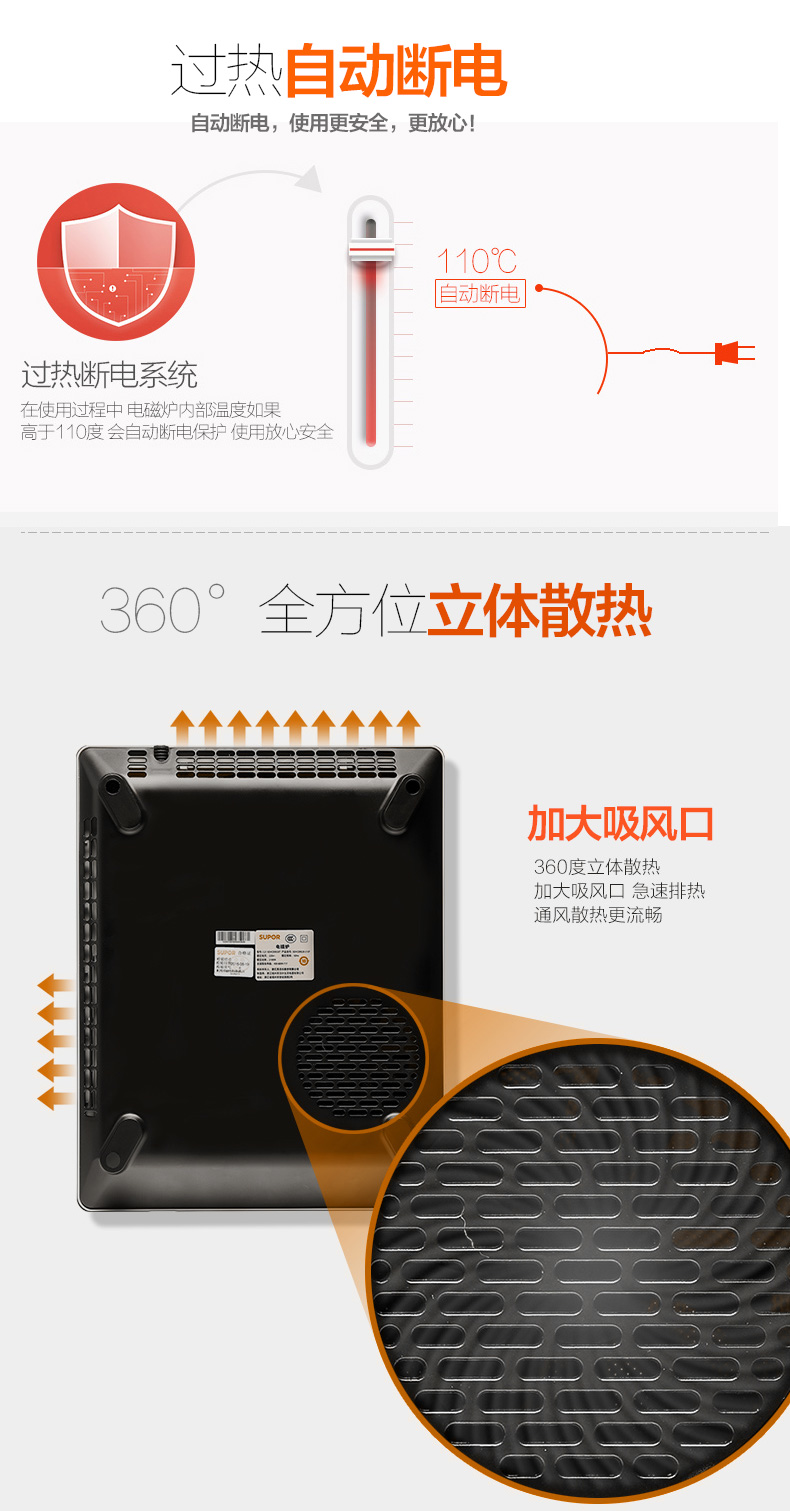 过热自动断电
自动断电，使用更安全，更放心！
110℃
自动断电
过热断电系统
在使用过程中 电磁炉内部温度如果
高于110度 会自动断电保护 使用放心安全
360°全方位立体散热
加大吸风口
360度立体散热
加大吸风口 急速排热
通风散热更流畅
SUPOR
SUPOR
电磁炉